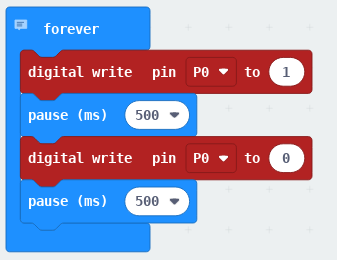 forever
digital write pin P0 to 1
pause (ms) 500
digital write pin P0 to 0
pause (ms) 500